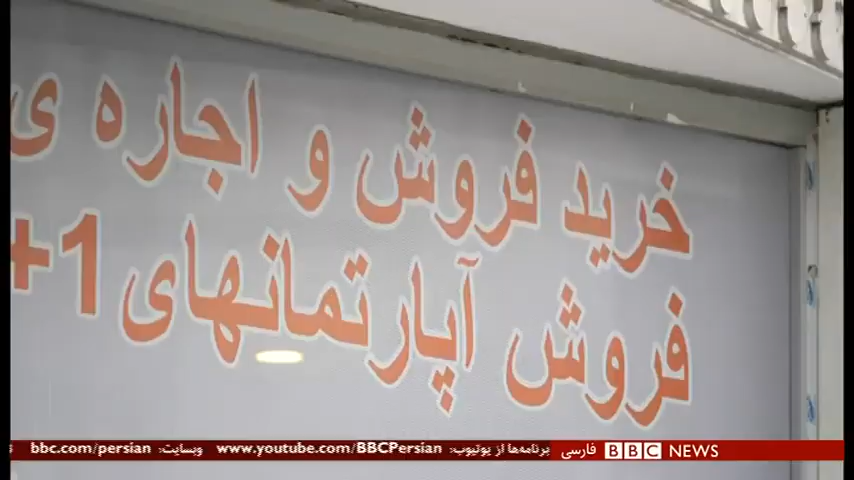 خرید فروش و اجاره ی
فروش آپارتمانهای 1+
BBC NEWS فارسی برنامه‌ها از یوتیوب: www.youtube.com/BBCPersian وبسایت: bbc.com/persian